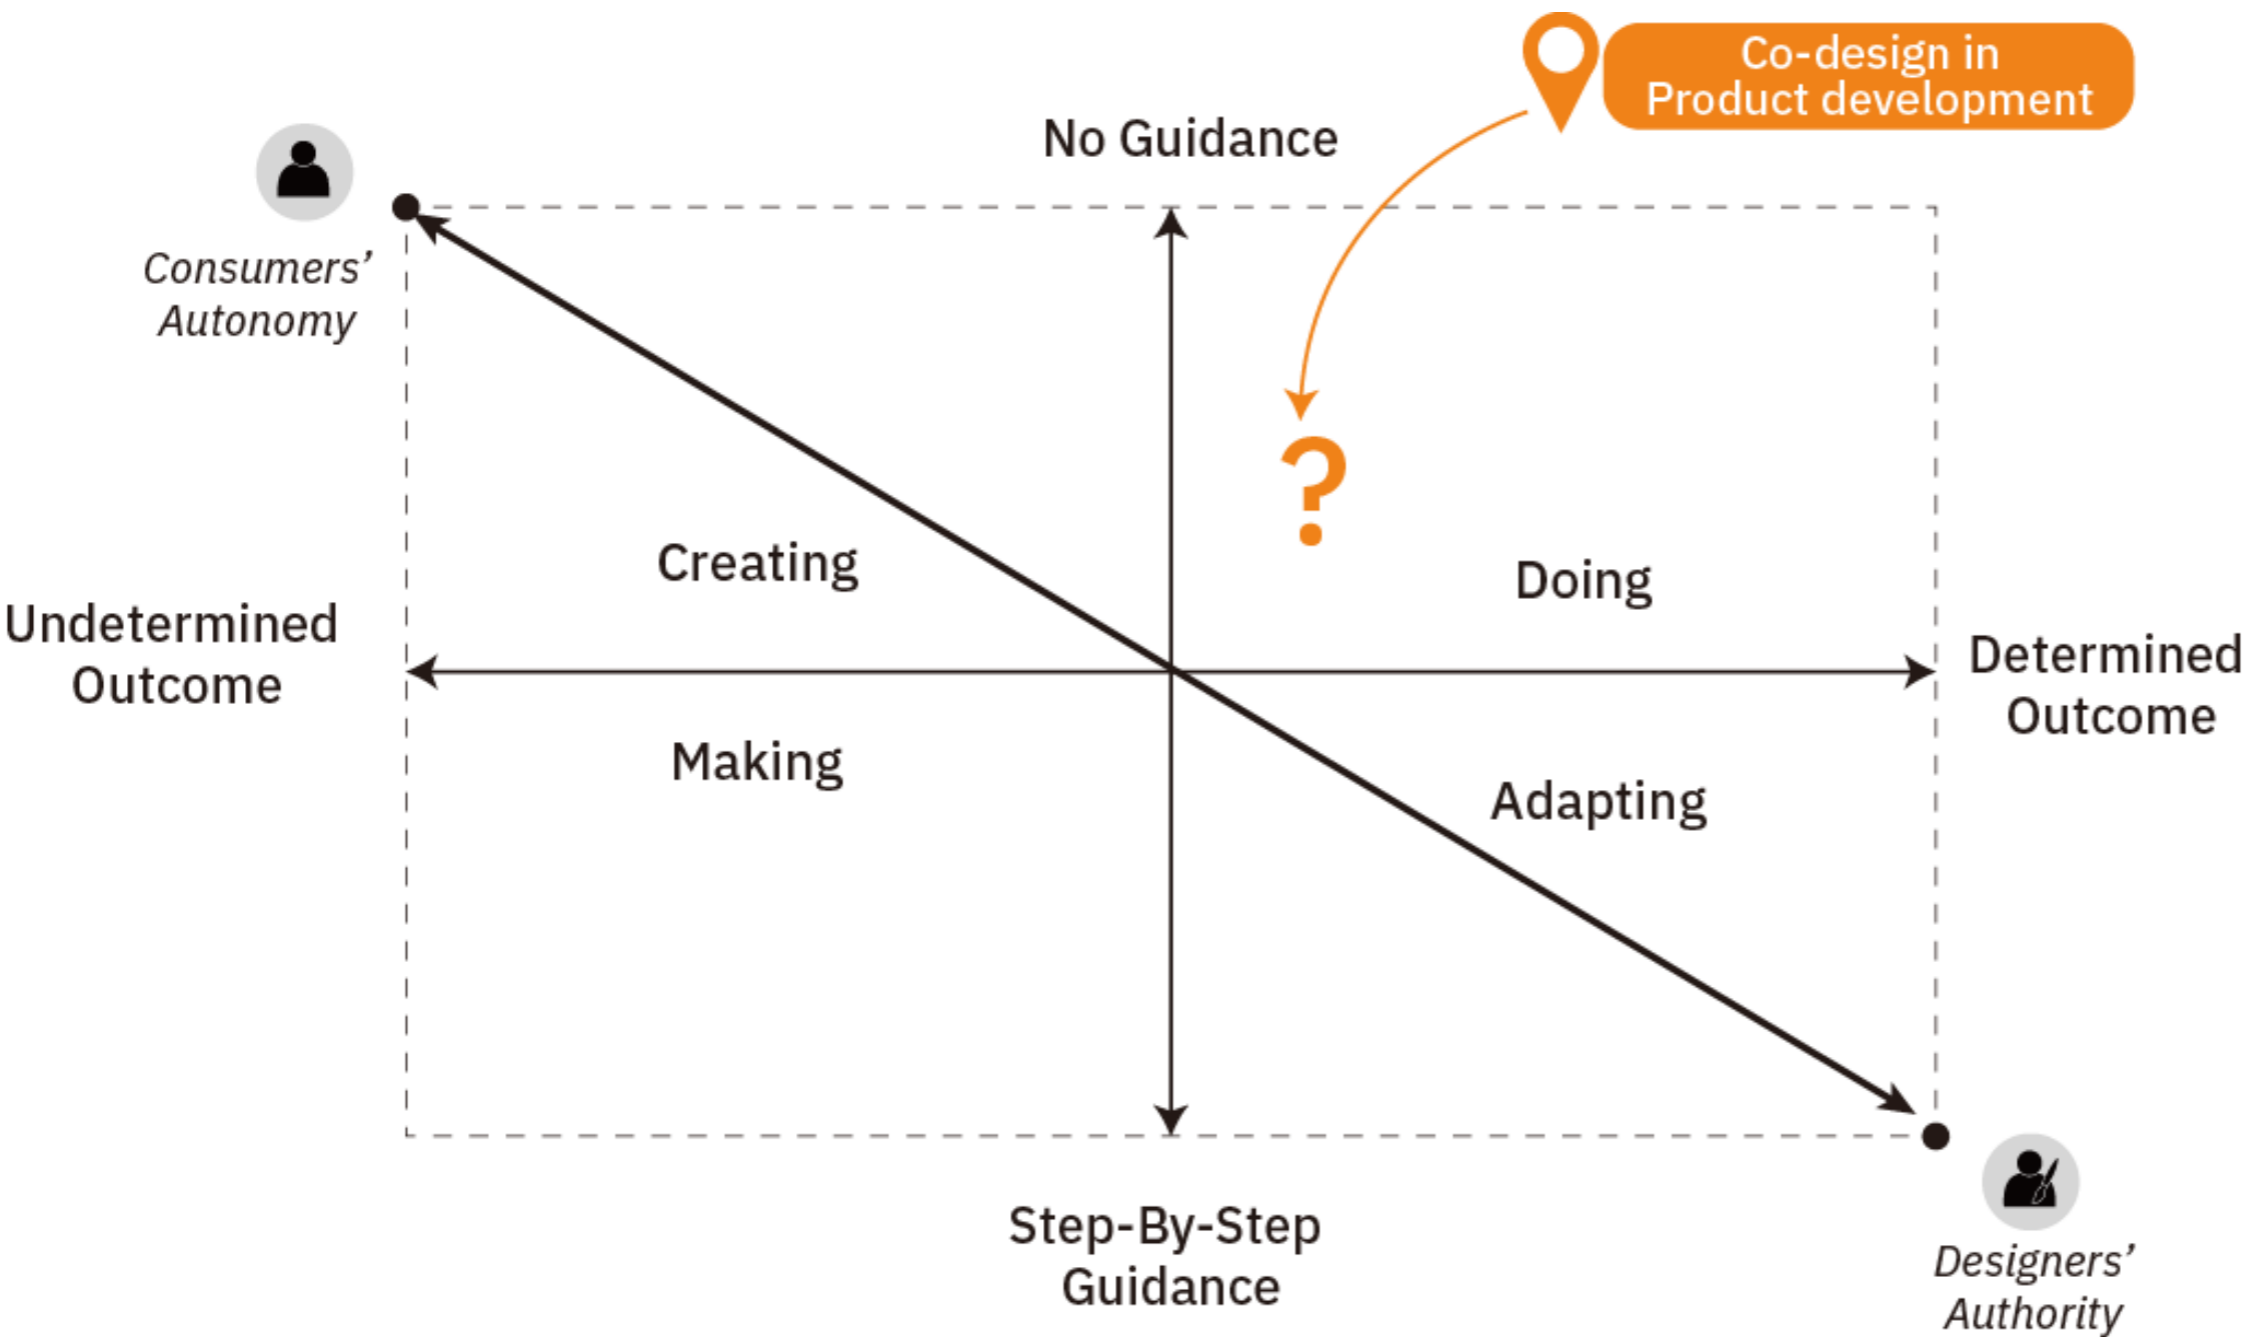 Co-design in
Product development
No Guidance
Consumers’
Autonomy
?
Creating
Doing
Undetermined
Outcome
Determined
Outcome
Making
Adapting
Step-By-Step
Guidance
Designers’
Authority